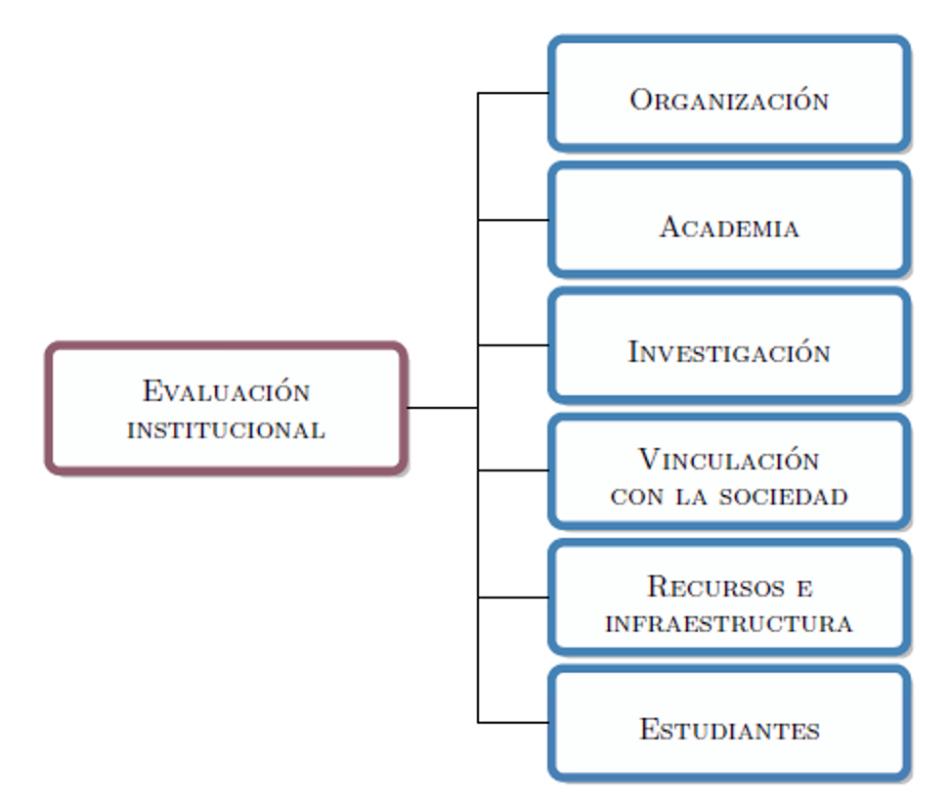 Organización
Academia
Investigación
Evaluación
institucional
Vinculación
con la sociedad
Recursos e
infraestructura
Estudiantes